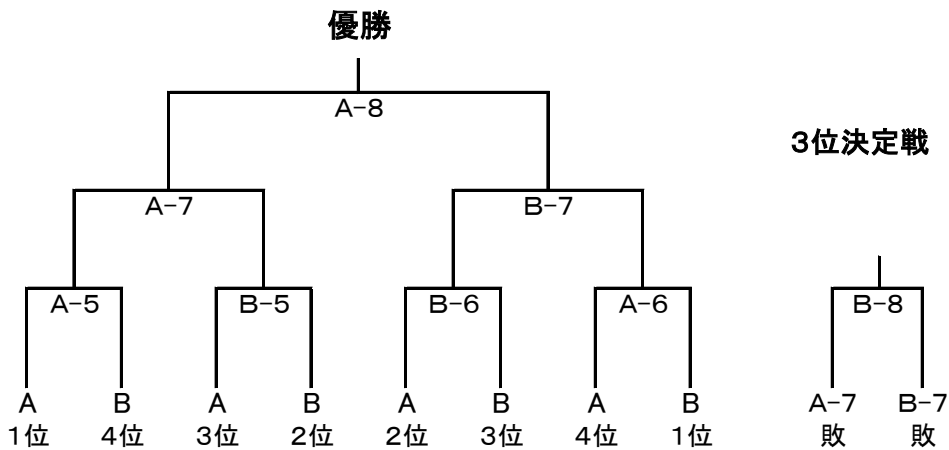 優勝
A-8
3位決定戦
A-7
B-7
A-5
B-5
B-6
A-6
B-8
A B A B A B A B A-7 B-7
1位 4位 3位 2位 2位 3位 4位 1位 敗 敗